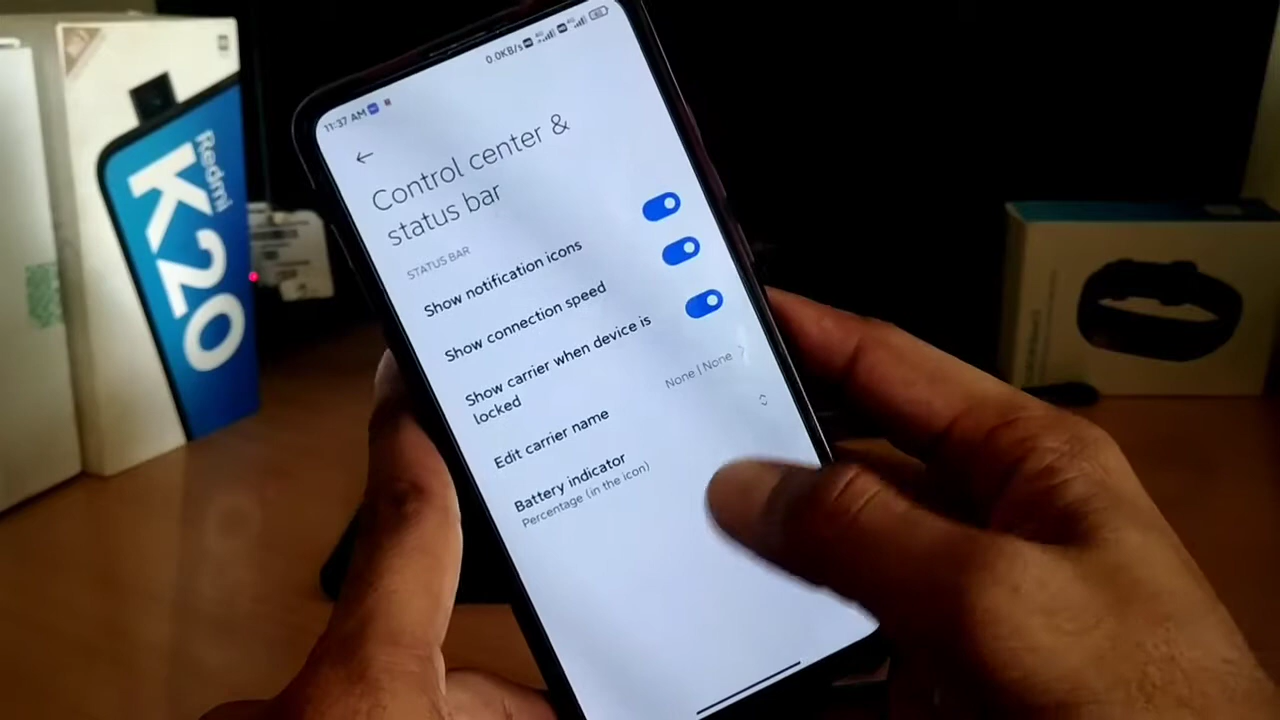 Redmi
K20
11:37 AM
0.0KB/s
Control center &
status bar
STATUS BAR
Show notification icons
Show connection speed
Show carrier when device is
locked
Edit carrier name
None | None
Battery indicator
Percentage (in the icon)